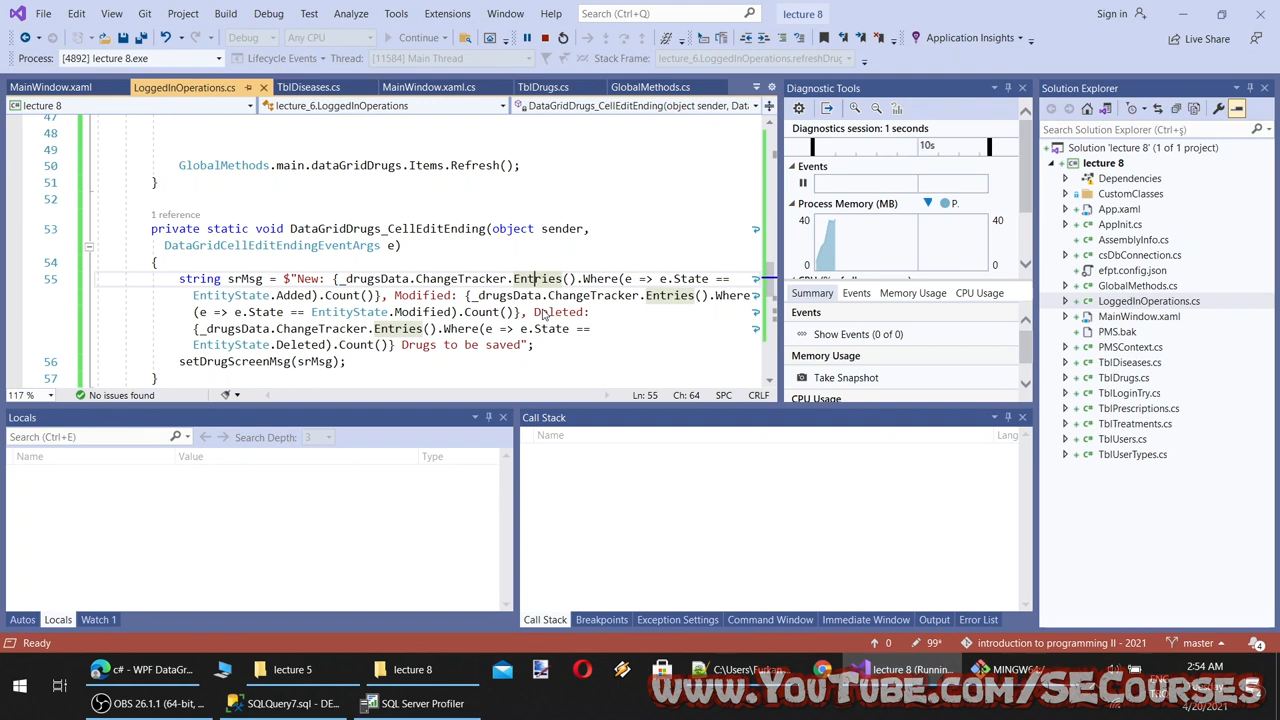 File Edit View Git Project Build Debug Test Analyze Tools Extensions Window Help Search (Ctrl+Q) lecture 8 Sign in
Debug Any CPU Continue Application Insights Live Share
Process: [4892] lecture 8.exe Lifecycle Events Thread: [11584] Main Thread Stack Frame: lecture_6.LoggedInOperations.refreshDrug
MainWindow.xaml LoggedInOperations.cs TblDiseases.cs MainWindow.xaml.cs TblDrugs.cs GlobalMethods.cs
lecture 8 lecture_6.LoggedInOperations DataGridDrugs_CellEditEnding(object sender, Data
47
48
49
50 GlobalMethods.main.dataGridDrugs.Items.Refresh();
51 }
52
1 reference
53 private static void DataGridDrugs_CellEditEnding(object sender,
DataGridCellEditEndingEventArgs e)
54 {
55 string srMsg = $"New: {_drugsData.ChangeTracker.Entries().Where(e => e.State ==
EntityState.Added).Count()}, Modified: {_drugsData.ChangeTracker.Entries().Where
(e => e.State == EntityState.Modified).Count()}, Deleted:
{_drugsData.ChangeTracker.Entries().Where(e => e.State ==
EntityState.Deleted).Count()} Drugs to be saved";
56 setDrugScreenMsg(srMsg);
57 }
117 % No issues found Ln: 55 Ch: 64 SPC CRLF
Diagnostic Tools
Diagnostics session: 1 seconds
10s
Events
Process Memory (MB) P.
40 40
0 0
Summary Events Memory Usage CPU Usage
Events
Show Events (0 of 0)
Memory Usage
Take Snapshot
CPU Usage
Solution Explorer
Search Solution Explorer (Ctrl+ş)
Solution 'lecture 8' (1 of 1 project)
lecture 8
Dependencies
CustomClasses
App.xaml
AppInit.cs
AssemblyInfo.cs
csDbConnection.cs
efpt.config.json
GlobalMethods.cs
LoggedInOperations.cs
MainWindow.xaml
PMS.bak
PMSContext.cs
TblDiseases.cs
TblDrugs.cs
TblLoginTry.cs
TblPrescriptions.cs
TblTreatments.cs
TblUsers.cs
TblUserTypes.cs
Locals
Search (Ctrl+E) Search Depth: 3
Name Value Type
Autos Locals Watch 1
Call Stack
Name Lang
Call Stack Breakpoints Exception Settings Command Window Immediate Window Output Error List
Ready 0 99* introduction to programming II - 2021 master 4
c# - WPF DataGr... lecture 5 lecture 8 C:\Users\Furkan... lecture 8 (Runnin... MINGW64:/ 2:54 AM
OBS 26.1.1 (64-bit, ... SQLQuery7.sql - DE... SQL Server Profiler 4/20/2021
www.YouTube.com/SECourses